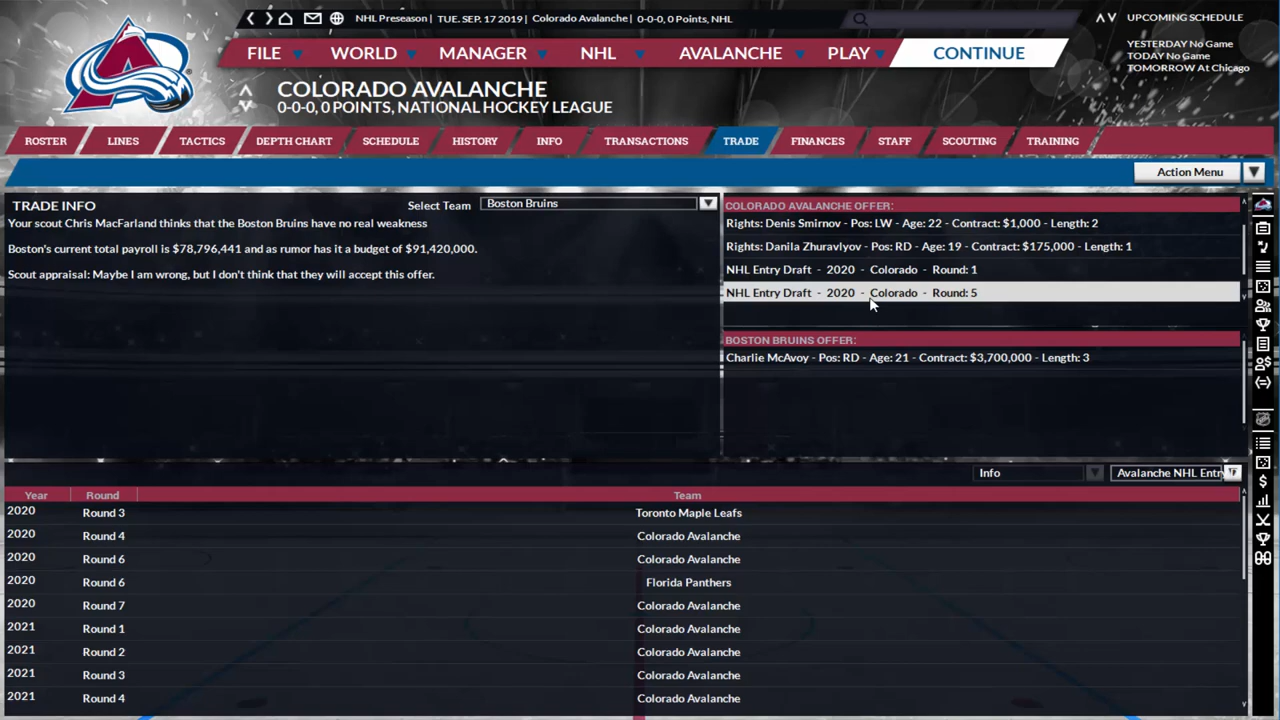 NHL Preseason | TUE. SEP. 17 2019 | Colorado Avalanche | 0-0-0, 0 Points, NHL
UPCOMING SCHEDULE
YESTERDAY No Game
TODAY No Game
TOMORROW At Chicago
FILE WORLD MANAGER NHL AVALANCHE PLAY CONTINUE
COLORADO AVALANCHE
0-0-0, 0 POINTS, NATIONAL HOCKEY LEAGUE
ROSTER LINES TACTICS DEPTH CHART SCHEDULE HISTORY INFO TRANSACTIONS TRADE FINANCES STAFF SCOUTING TRAINING
Action Menu
TRADE INFO
Select Team Boston Bruins
Your scout Chris MacFarland thinks that the Boston Bruins have no real weakness
Boston's current total payroll is $78,796,441 and as rumor has it a budget of $91,420,000.
Scout appraisal: Maybe I am wrong, but I don't think that they will accept this offer.
COLORADO AVALANCHE OFFER:
Rights: Denis Smirnov - Pos: LW - Age: 22 - Contract: $1,000 - Length: 2
Rights: Danila Zhuravlyov - Pos: RD - Age: 19 - Contract: $175,000 - Length: 1
NHL Entry Draft - 2020 - Colorado - Round: 1
NHL Entry Draft - 2020 - Colorado - Round: 5
BOSTON BRUINS OFFER:
Charlie McAvoy - Pos: RD - Age: 21 - Contract: $3,700,000 - Length: 3
Info Avalanche NHL Entry
Year Round Team
2020 Round 3 Toronto Maple Leafs
2020 Round 4 Colorado Avalanche
2020 Round 6 Colorado Avalanche
2020 Round 6 Florida Panthers
2020 Round 7 Colorado Avalanche
2021 Round 1 Colorado Avalanche
2021 Round 2 Colorado Avalanche
2021 Round 3 Colorado Avalanche
2021 Round 4 Colorado Avalanche